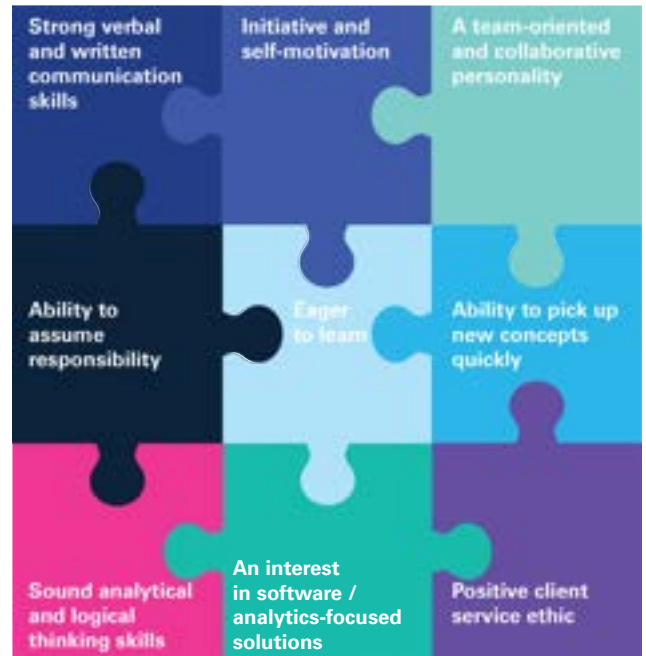 Strong verbal
and written
communication
skills
Initiative and
self-motivation
A team-oriented
and collaborative
personality
Ability to
assume
responsibility
Eager
to learn
Ability to pick up
new concepts
quickly
Sound analytical
and logical
thinking skills
An interest
in software /
analytics-focused
solutions
Positive client
service ethic